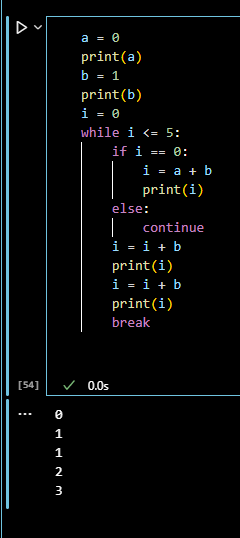 a = 0
print(a)
b = 1
print(b)
i = 0
while i <= 5:
    if i == 0:
        i = a + b
        print(i)
    else:
        continue
    i = i + b
    print(i)
    i = i + b
    print(i)
    break
[54] ✓ 0.0s
... 0
1
1
2
3